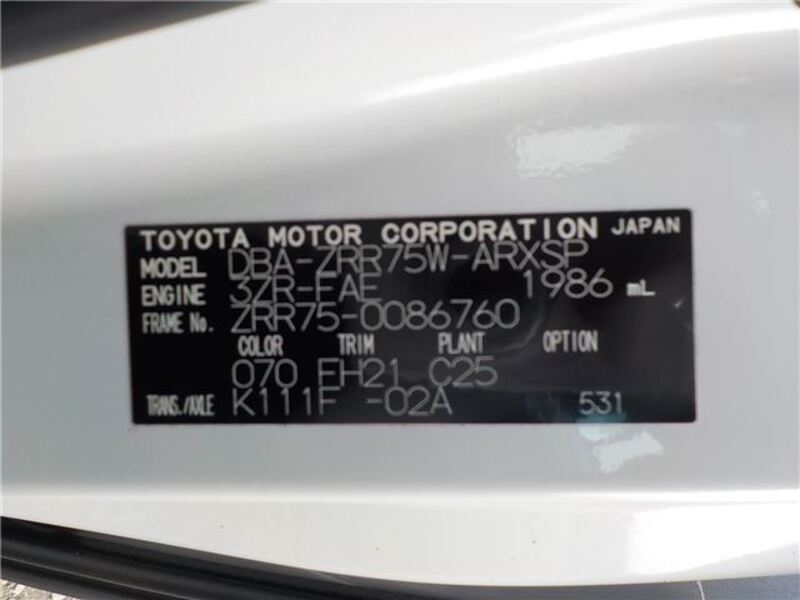 TOYOTA MOTOR CORPORATION JAPAN
MODEL DBA-ZRR75W-ARXSP
ENGINE 3ZR-FAE 1986 mL
FRAME No. ZRR75-0086760
COLOR TRIM PLANT OPTION
070 FH21 C25
TRANS./AXLE K111F -02A 531